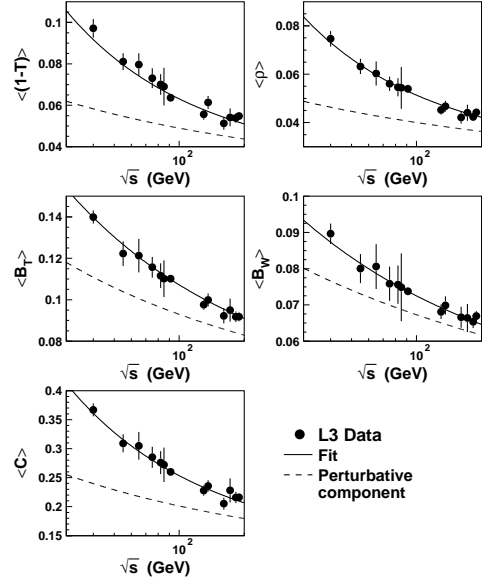 ⟨(1-T)⟩
0.1
0.08
0.06
0.04
10²
√s (GeV)
⟨ρ⟩
0.08
0.06
0.04
10²
√s (GeV)
⟨B_T⟩
0.14
0.12
0.1
0.08
10²
√s (GeV)
⟨B_W⟩
0.1
0.09
0.08
0.07
0.06
10²
√s (GeV)
⟨C⟩
0.4
0.35
0.3
0.25
0.2
0.15
0.1
10²
√s (GeV)
L3 Data
Fit
Perturbative
component